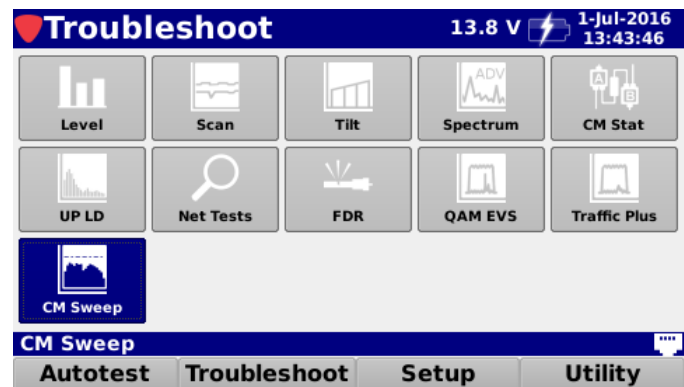 Troubleshoot 13.8 V 1-Jul-2016
13:43:46
ADV
A
B
Level Scan Tilt Spectrum CM Stat
UP LD Net Tests FDR QAM EVS Traffic Plus
CM Sweep
CM Sweep
Autotest Troubleshoot Setup Utility